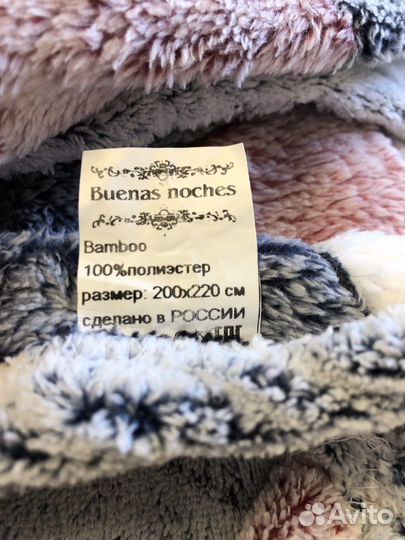 Buenas noches
Bamboo
100%полиэстер
размер: 200x220 см
сделано в РОССИИ
Avito